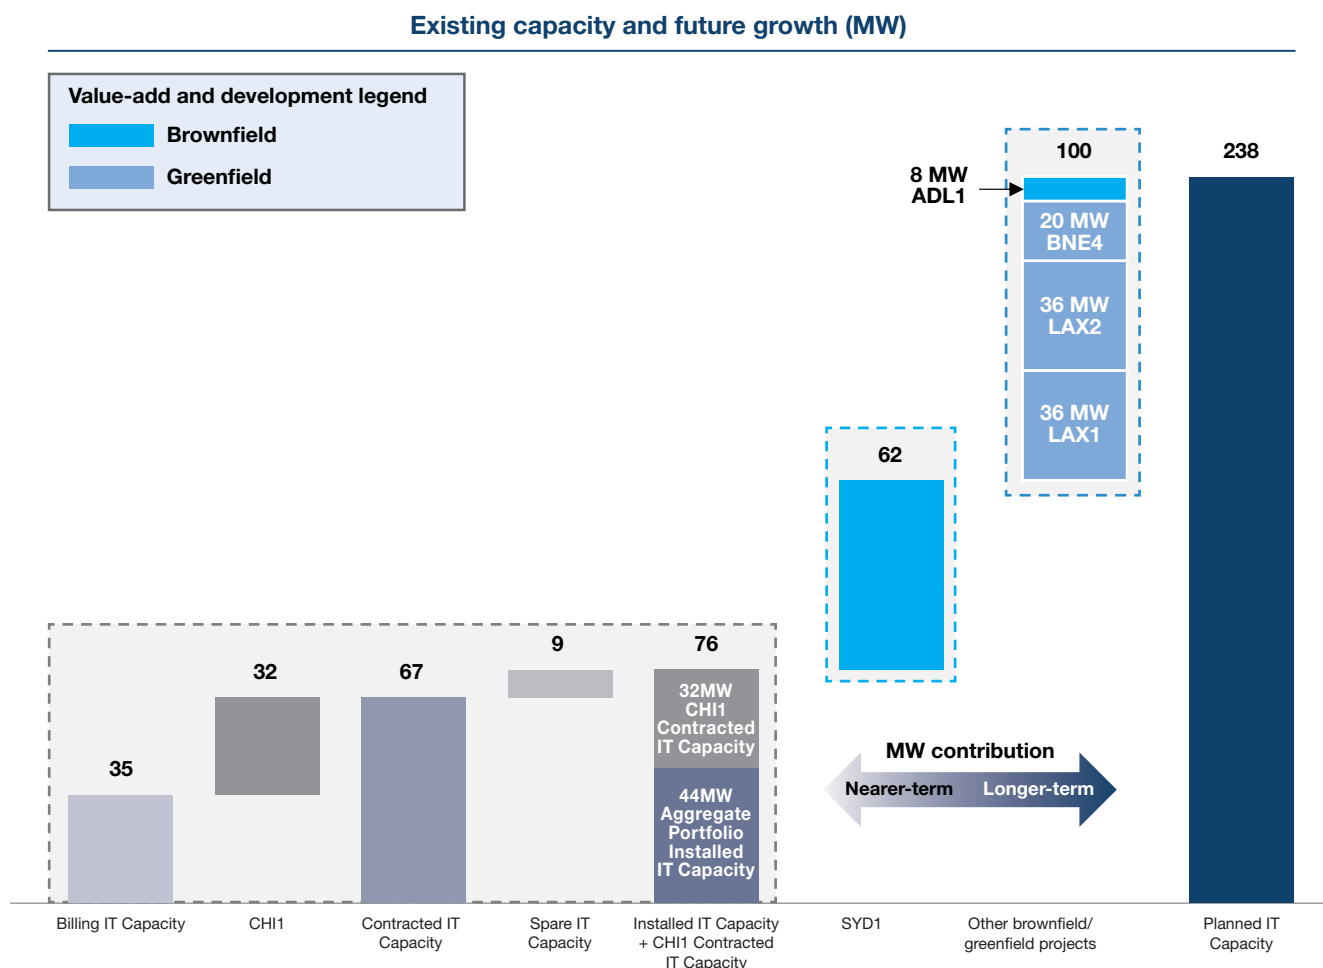 Existing capacity and future growth (MW)
Value-add and development legend
Brownfield
Greenfield
100
238
8 MW
ADL1
20 MW
BNE4
36 MW
LAX2
36 MW
LAX1
62
9
76
32
67
32MW
CHI1
Contracted
IT Capacity
35
44MW
Aggregate
Portfolio
Installed
IT Capacity
MW contribution
Nearer-term
Longer-term
Billing IT Capacity
CHI1
Contracted IT
Capacity
Spare IT
Capacity
Installed IT Capacity
+ CHI1 Contracted
IT Capacity
SYD1
Other brownfield/
greenfield projects
Planned IT
Capacity